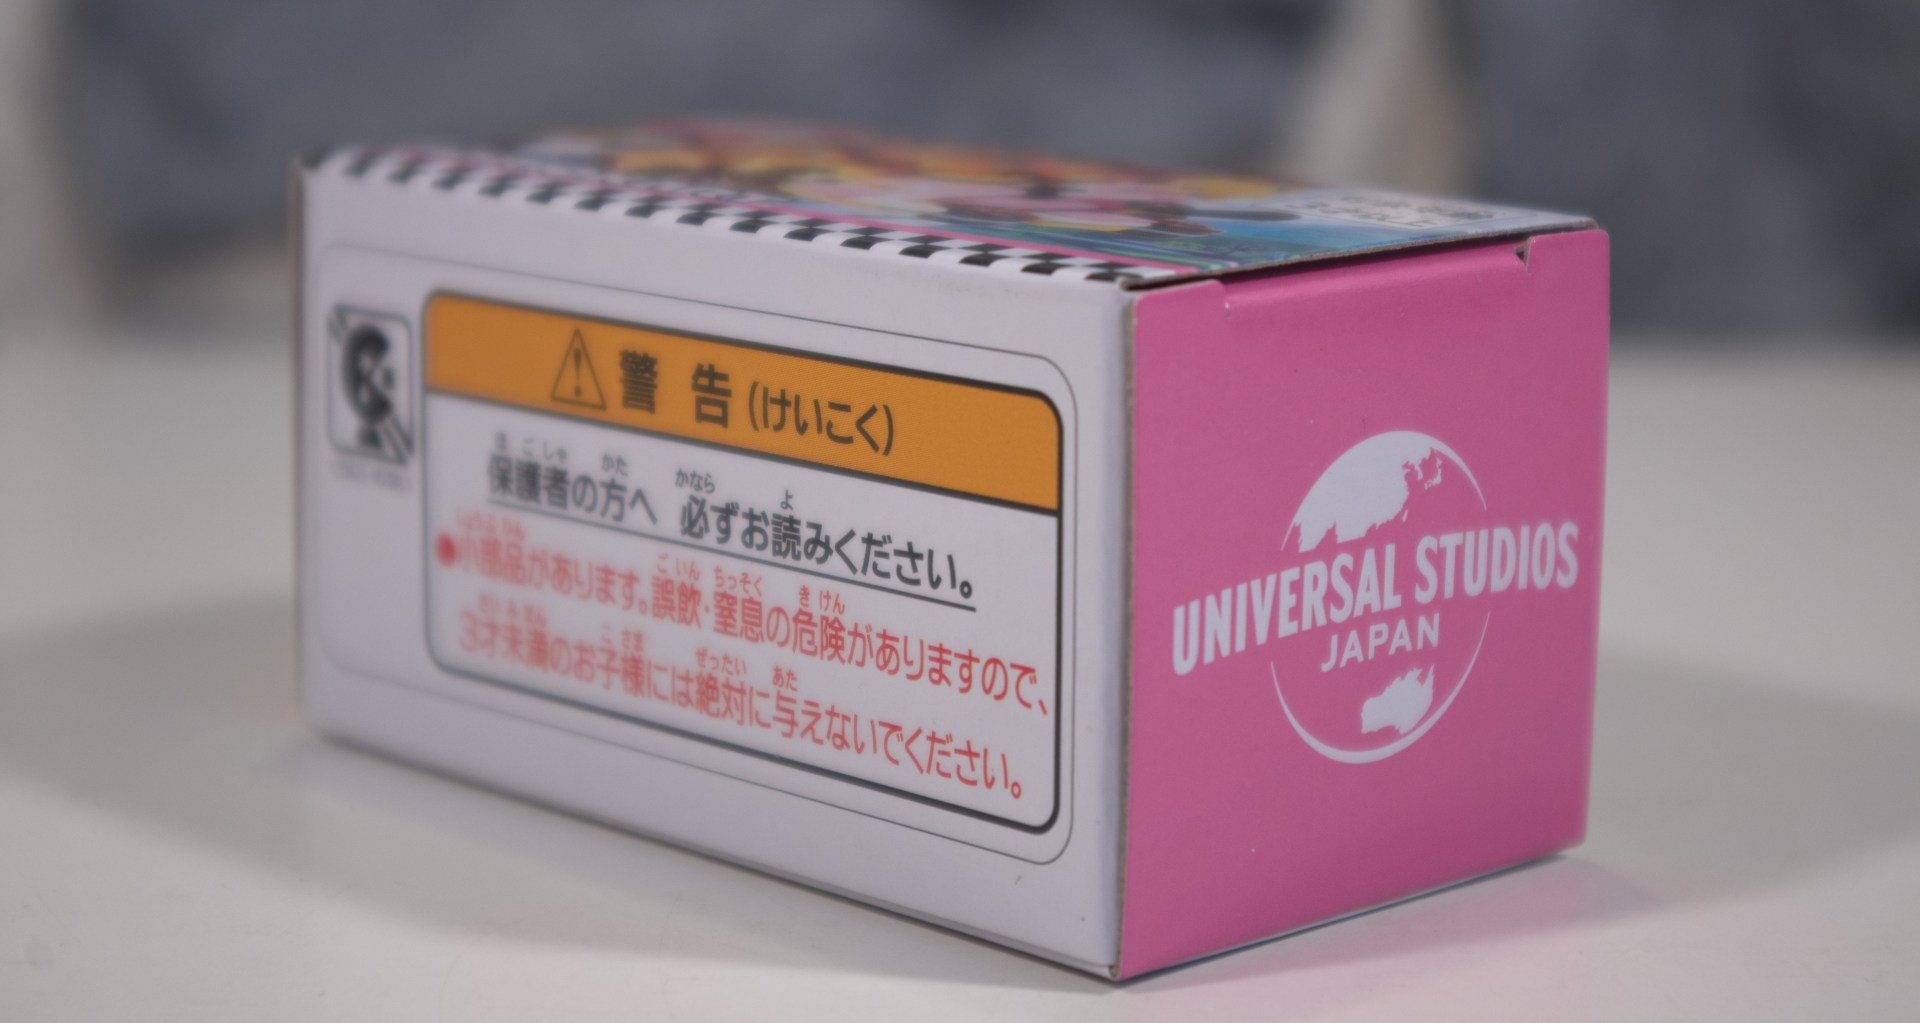 警告(けいこく)
保護者の方へ 必ずお読みください。
●小部品があります。誤飲・窒息の危険がありますので、
3才未満のお子様には絶対に与えないでください。
UNIVERSAL STUDIOS
JAPAN